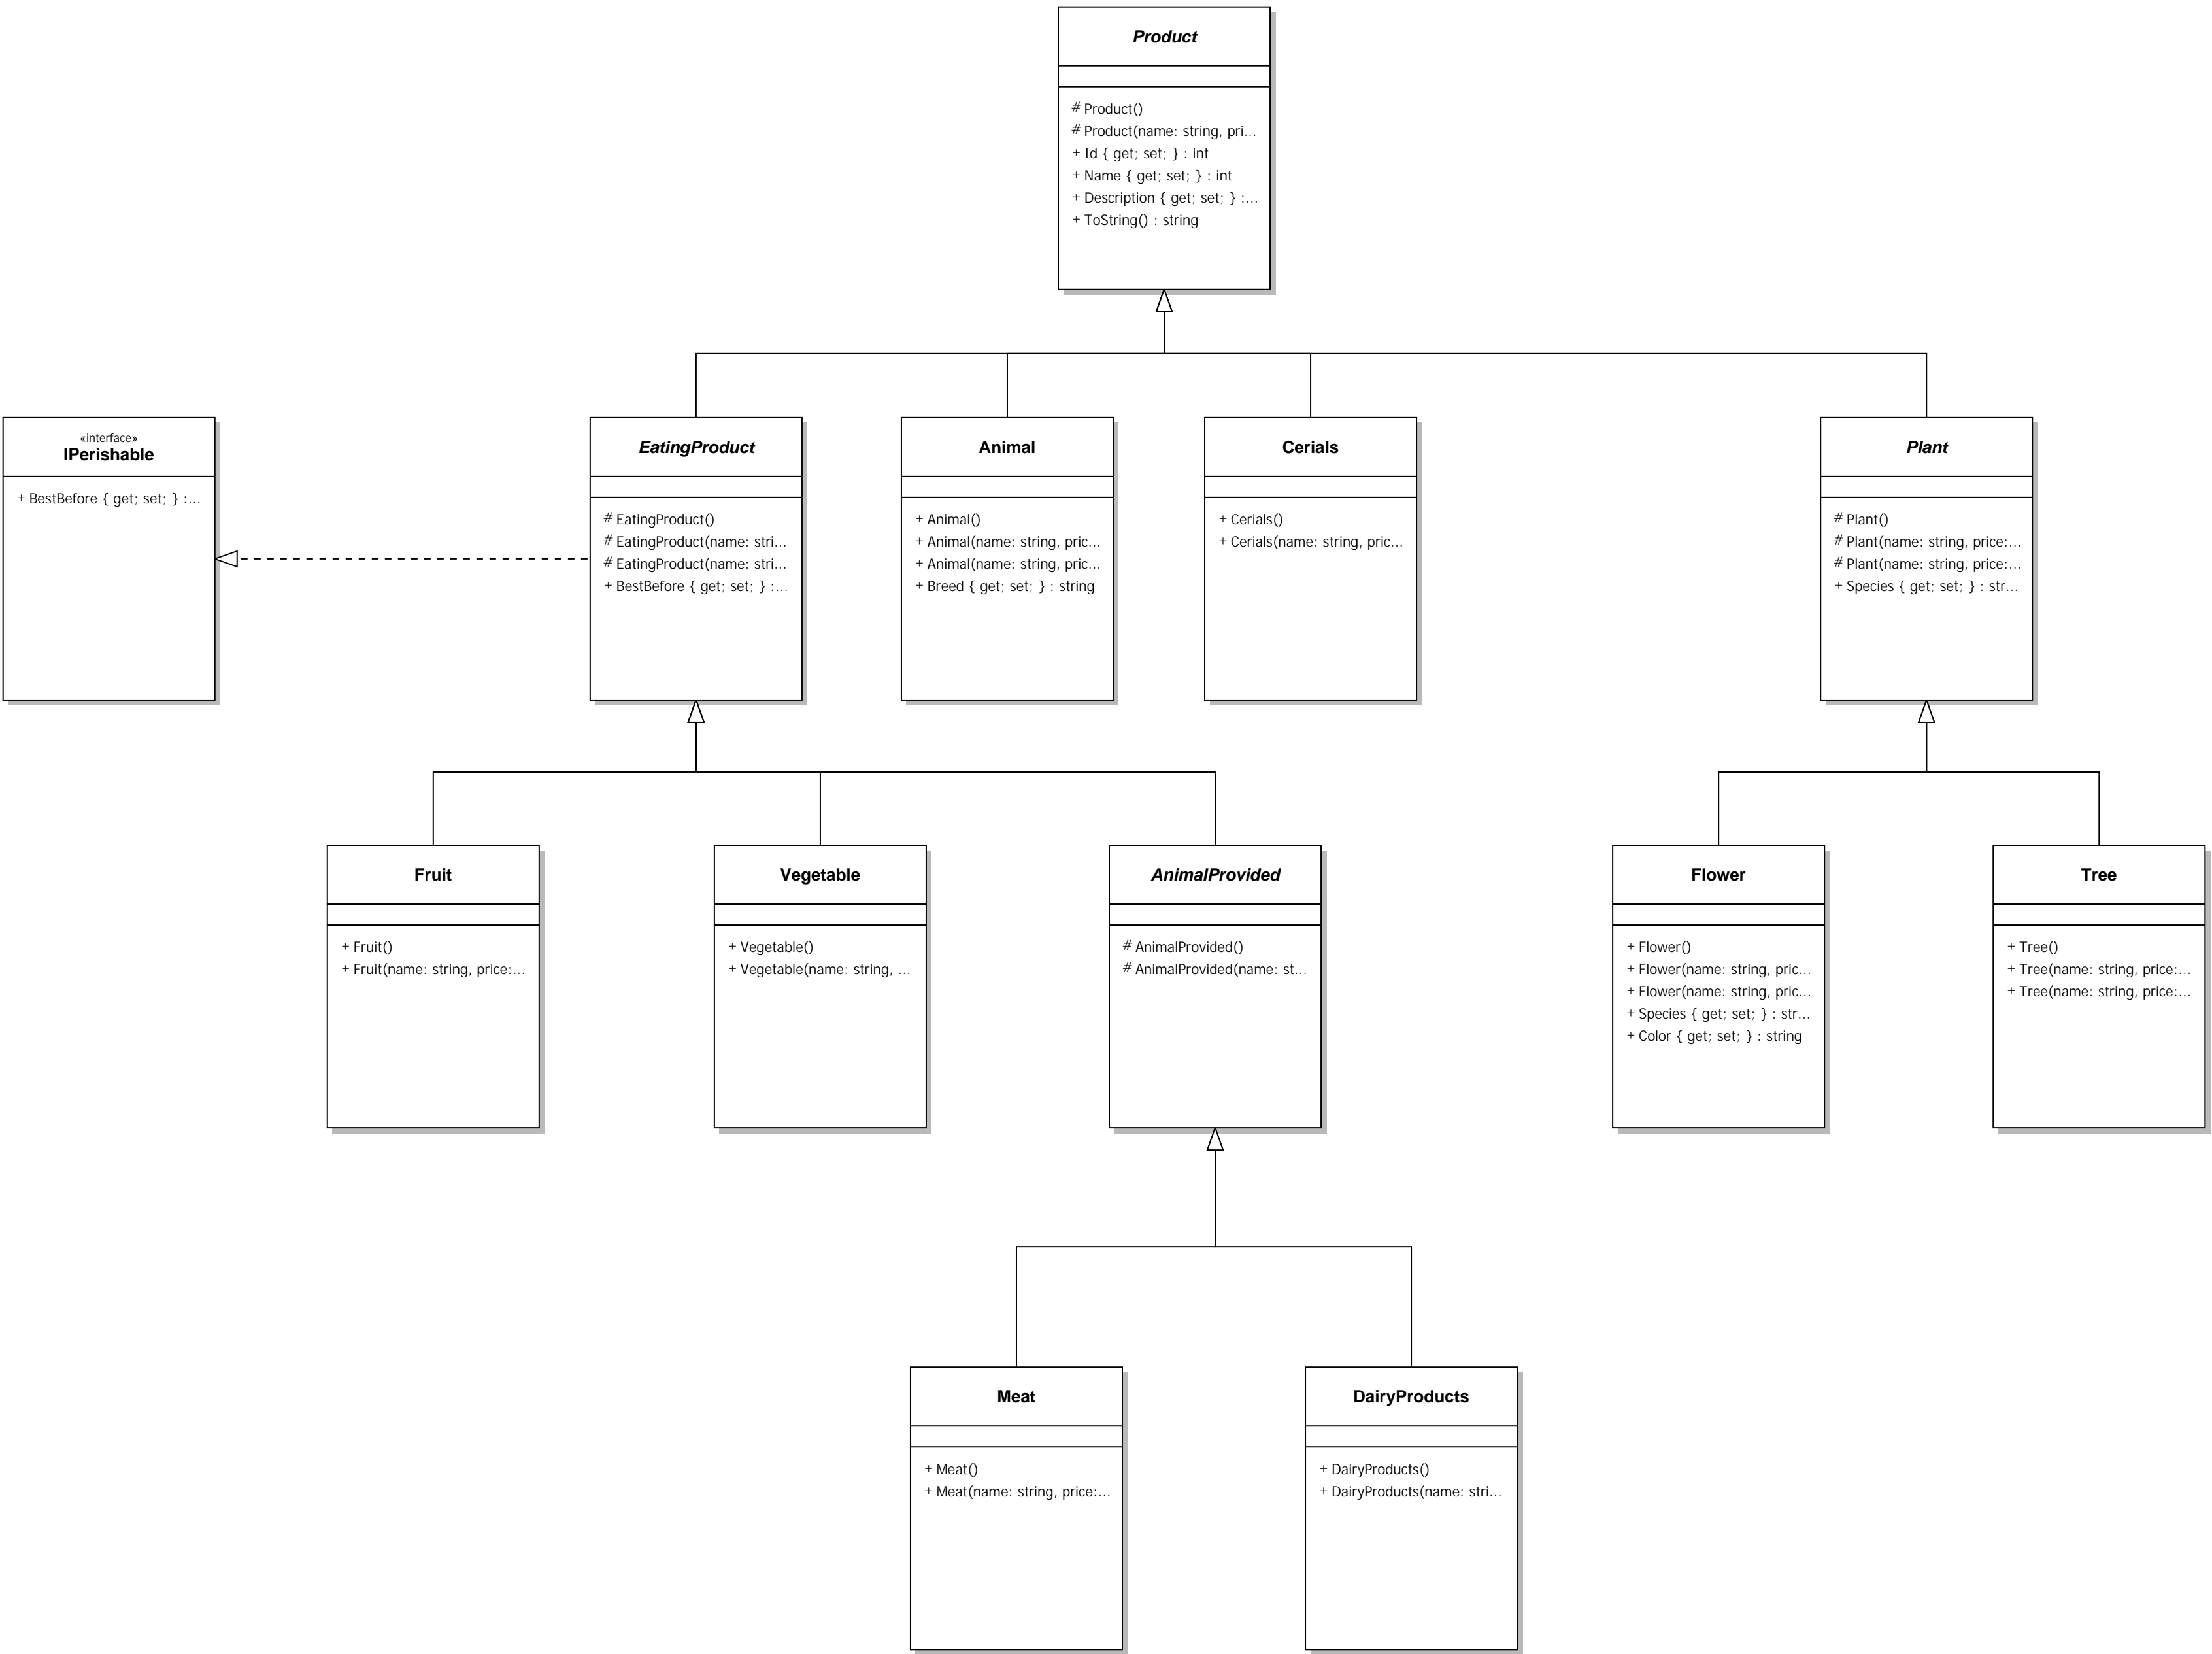 Product
# Product()
# Product(name: string, pri...
+ Id { get; set; } : int
+ Name { get; set; } : int
+ Description { get; set; } :...
+ ToString() : string
«interface»
IPerishable
+ BestBefore { get; set; } :...
EatingProduct
# EatingProduct()
# EatingProduct(name: stri...
# EatingProduct(name: stri...
+ BestBefore { get; set; } :...
Animal
+ Animal()
+ Animal(name: string, pric...
+ Animal(name: string, pric...
+ Breed { get; set; } : string
Cerials
+ Cerials()
+ Cerials(name: string, pric...
Plant
# Plant()
# Plant(name: string, price:...
# Plant(name: string, price:...
+ Species { get; set; } : str...
Fruit
+ Fruit()
+ Fruit(name: string, price:...
Vegetable
+ Vegetable()
+ Vegetable(name: string, ...
AnimalProvided
# AnimalProvided()
# AnimalProvided(name: st...
Flower
+ Flower()
+ Flower(name: string, pric...
+ Flower(name: string, pric...
+ Species { get; set; } : str...
+ Color { get; set; } : string
Tree
+ Tree()
+ Tree(name: string, price:...
+ Tree(name: string, price:...
Meat
+ Meat()
+ Meat(name: string, price:...
DairyProducts
+ DairyProducts()
+ DairyProducts(name: stri...